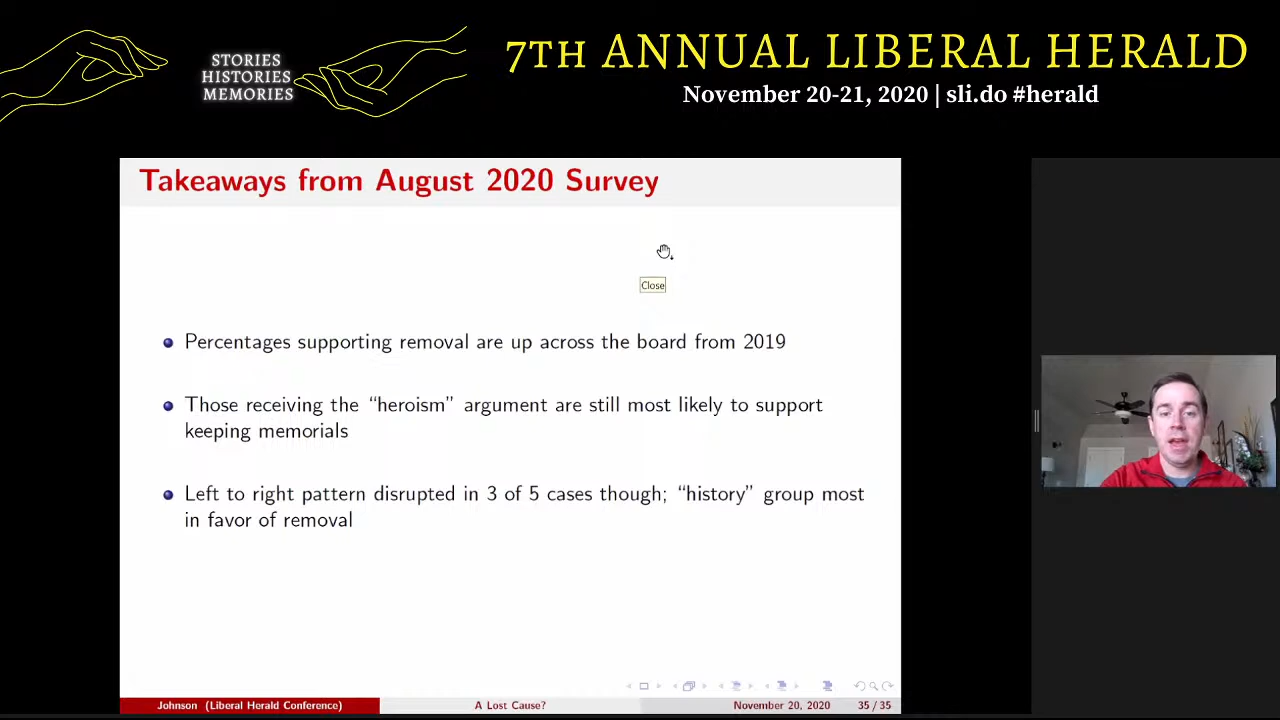 STORIES
HISTORIES
MEMORIES
7TH ANNUAL LIBERAL HERALD
November 20-21, 2020 | sli.do #herald
Takeaways from August 2020 Survey
Close
Percentages supporting removal are up across the board from 2019
Those receiving the “heroism” argument are still most likely to support
keeping memorials
Left to right pattern disrupted in 3 of 5 cases though; “history” group most
in favor of removal
Johnson (Liberal Herald Conference) A Lost Cause? November 20, 2020 35 / 35